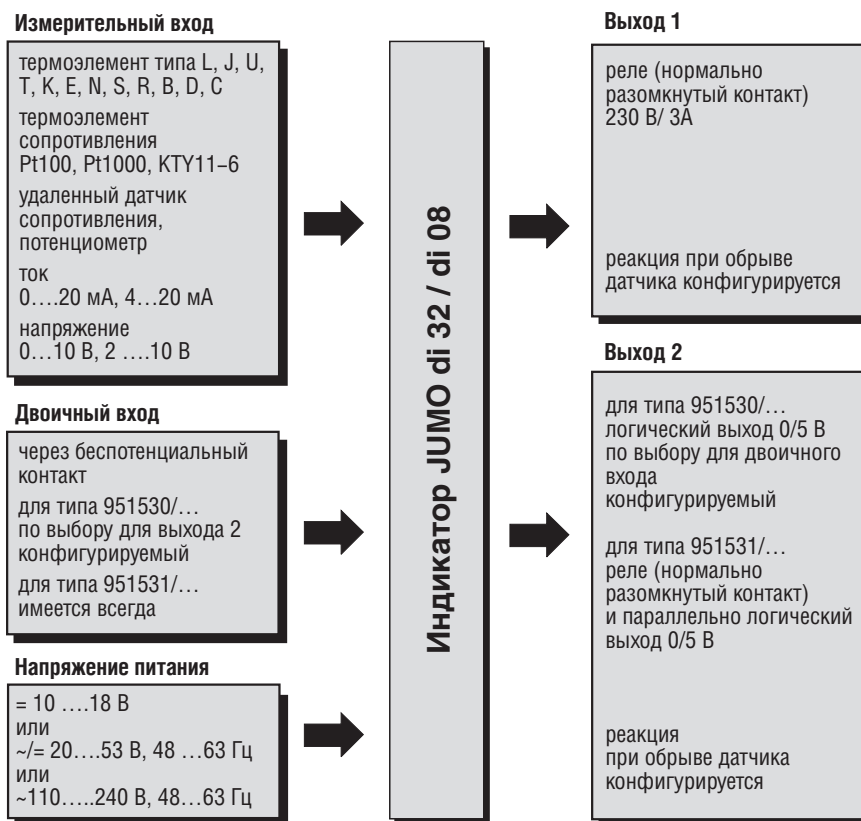 Измерительный вход
термоэлемент типа L, J, U,
T, K, E, N, S, R, B, D, C
термоэлемент
сопротивления
Pt100, Pt1000, KTY11–6
удаленный датчик
сопротивления,
потенциометр
ток
0….20 мА, 4…20 мА
напряжение
0…10 В, 2 ….10 В
Двоичный вход
через беспотенциальный
контакт
для типа 951530/…
по выбору для выхода 2
конфигурируемый
для типа 951531/…
имеется всегда
Напряжение питания
= 10 ….18 В
или
~/= 20….53 В, 48 …63 Гц
или
~110…..240 В, 48…63 Гц
Индикатор JUMO di 32 / di 08
Выход 1
реле (нормально
разомкнутый контакт)
230 В/ 3А
реакция при обрыве
датчика конфигурируется
Выход 2
для типа 951530/…
логический выход 0/5 В
по выбору для двоичного
входа
конфигурируемый
для типа 951531/…
реле (нормально
разомкнутый контакт)
и параллельно логический
выход 0/5 В
реакция
при обрыве датчика
конфигурируется